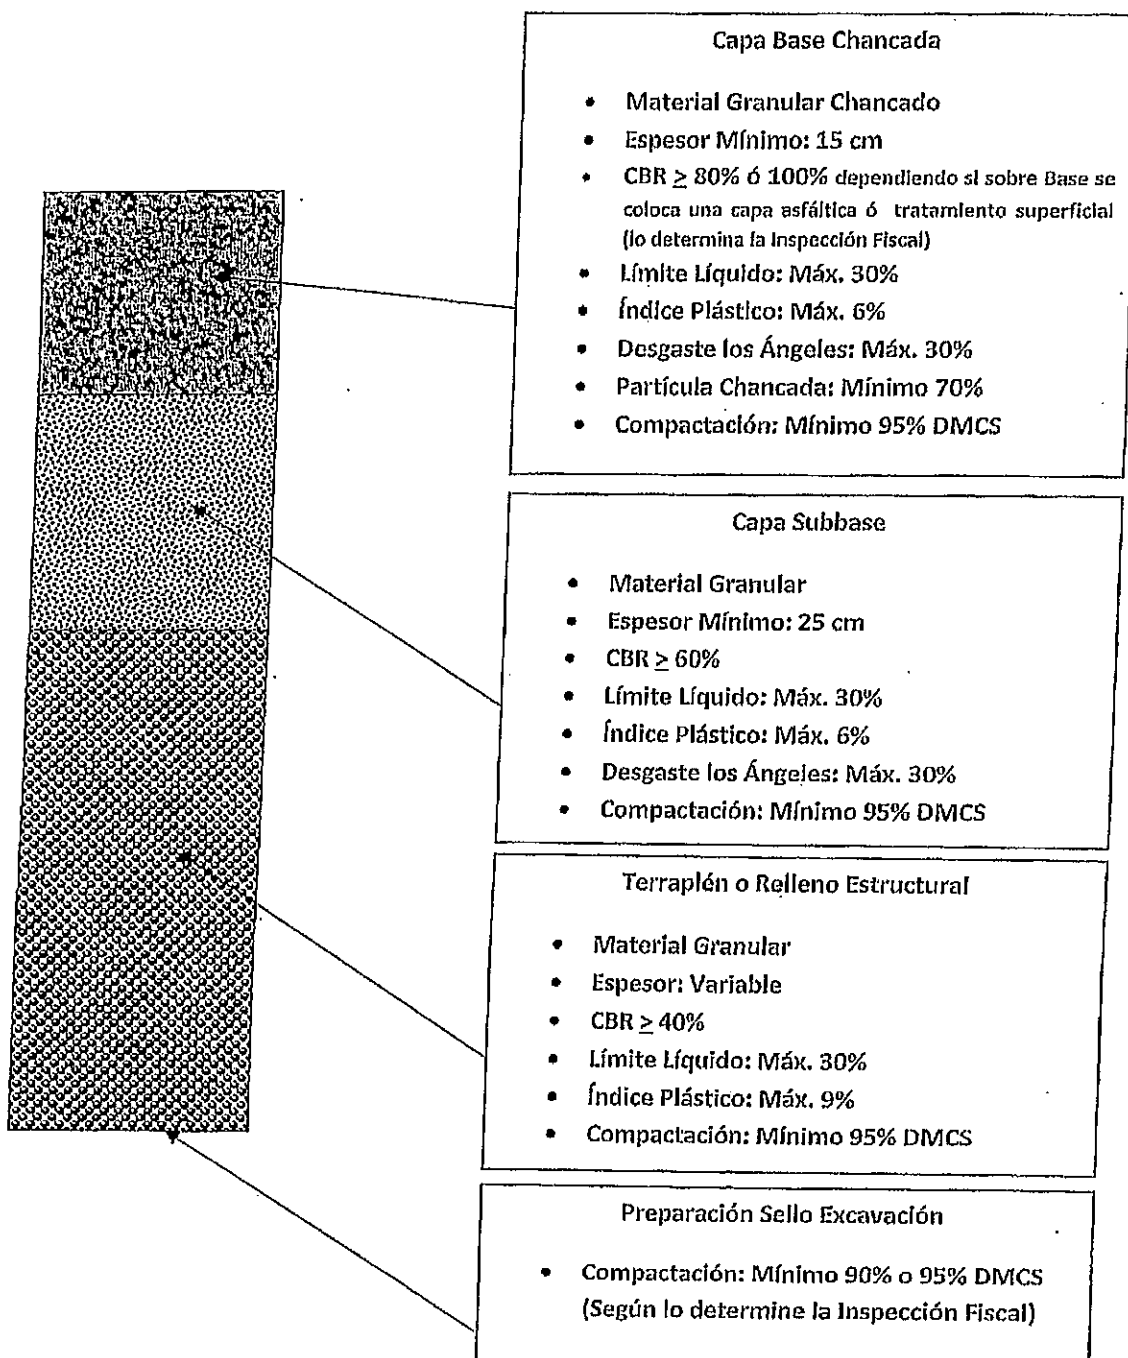 Capa Base Chancada
• Material Granular Chancado
• Espesor Mínimo: 15 cm
• CBR ≥ 80% ó 100% dependiendo si sobre Base se
coloca una capa asfáltica ó tratamiento superficial
(lo determina la Inspección Fiscal)
• Límite Líquido: Máx. 30%
• Índice Plástico: Máx. 6%
• Desgaste los Ángeles: Máx. 30%
• Partícula Chancada: Mínimo 70%
• Compactación: Mínimo 95% DMCS
Capa Subbase
• Material Granular
• Espesor Mínimo: 25 cm
• CBR ≥ 60%
• Límite Líquido: Máx. 30%
• Índice Plástico: Máx. 6%
• Desgaste los Ángeles: Máx. 30%
• Compactación: Mínimo 95% DMCS
Terraplén o Relleno Estructural
• Material Granular
• Espesor: Variable
• CBR ≥ 40%
• Límite Líquido: Máx. 30%
• Índice Plástico: Máx. 9%
• Compactación: Mínimo 95% DMCS
Preparación Sello Excavación
• Compactación: Mínimo 90% o 95% DMCS
(Según lo determine la Inspección Fiscal)